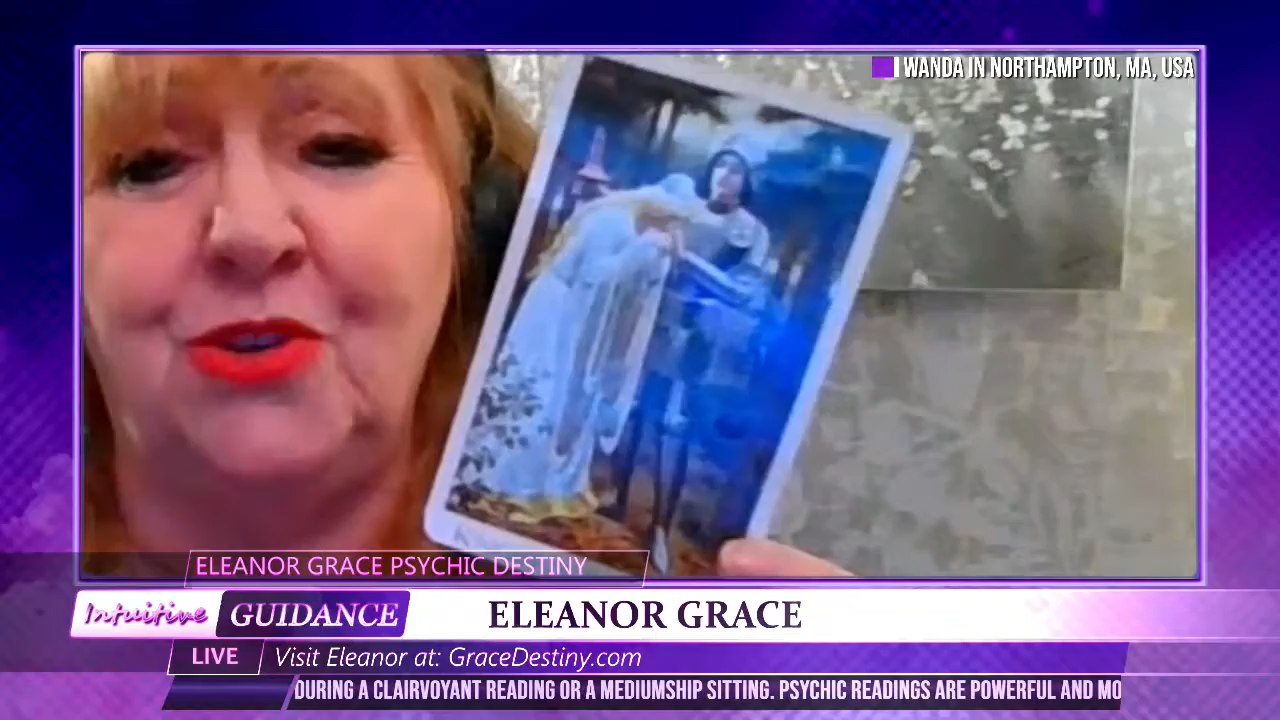 WANDA IN NORTHAMPTON, MA, USA
ELEANOR GRACE PSYCHIC DESTINY
Intuitive GUIDANCE
ELEANOR GRACE
LIVE
Visit Eleanor at: GraceDestiny.com
DURING A CLAIRVOYANT READING OR A MEDIUMSHIP SITTING. PSYCHIC READINGS ARE POWERFUL AND MO